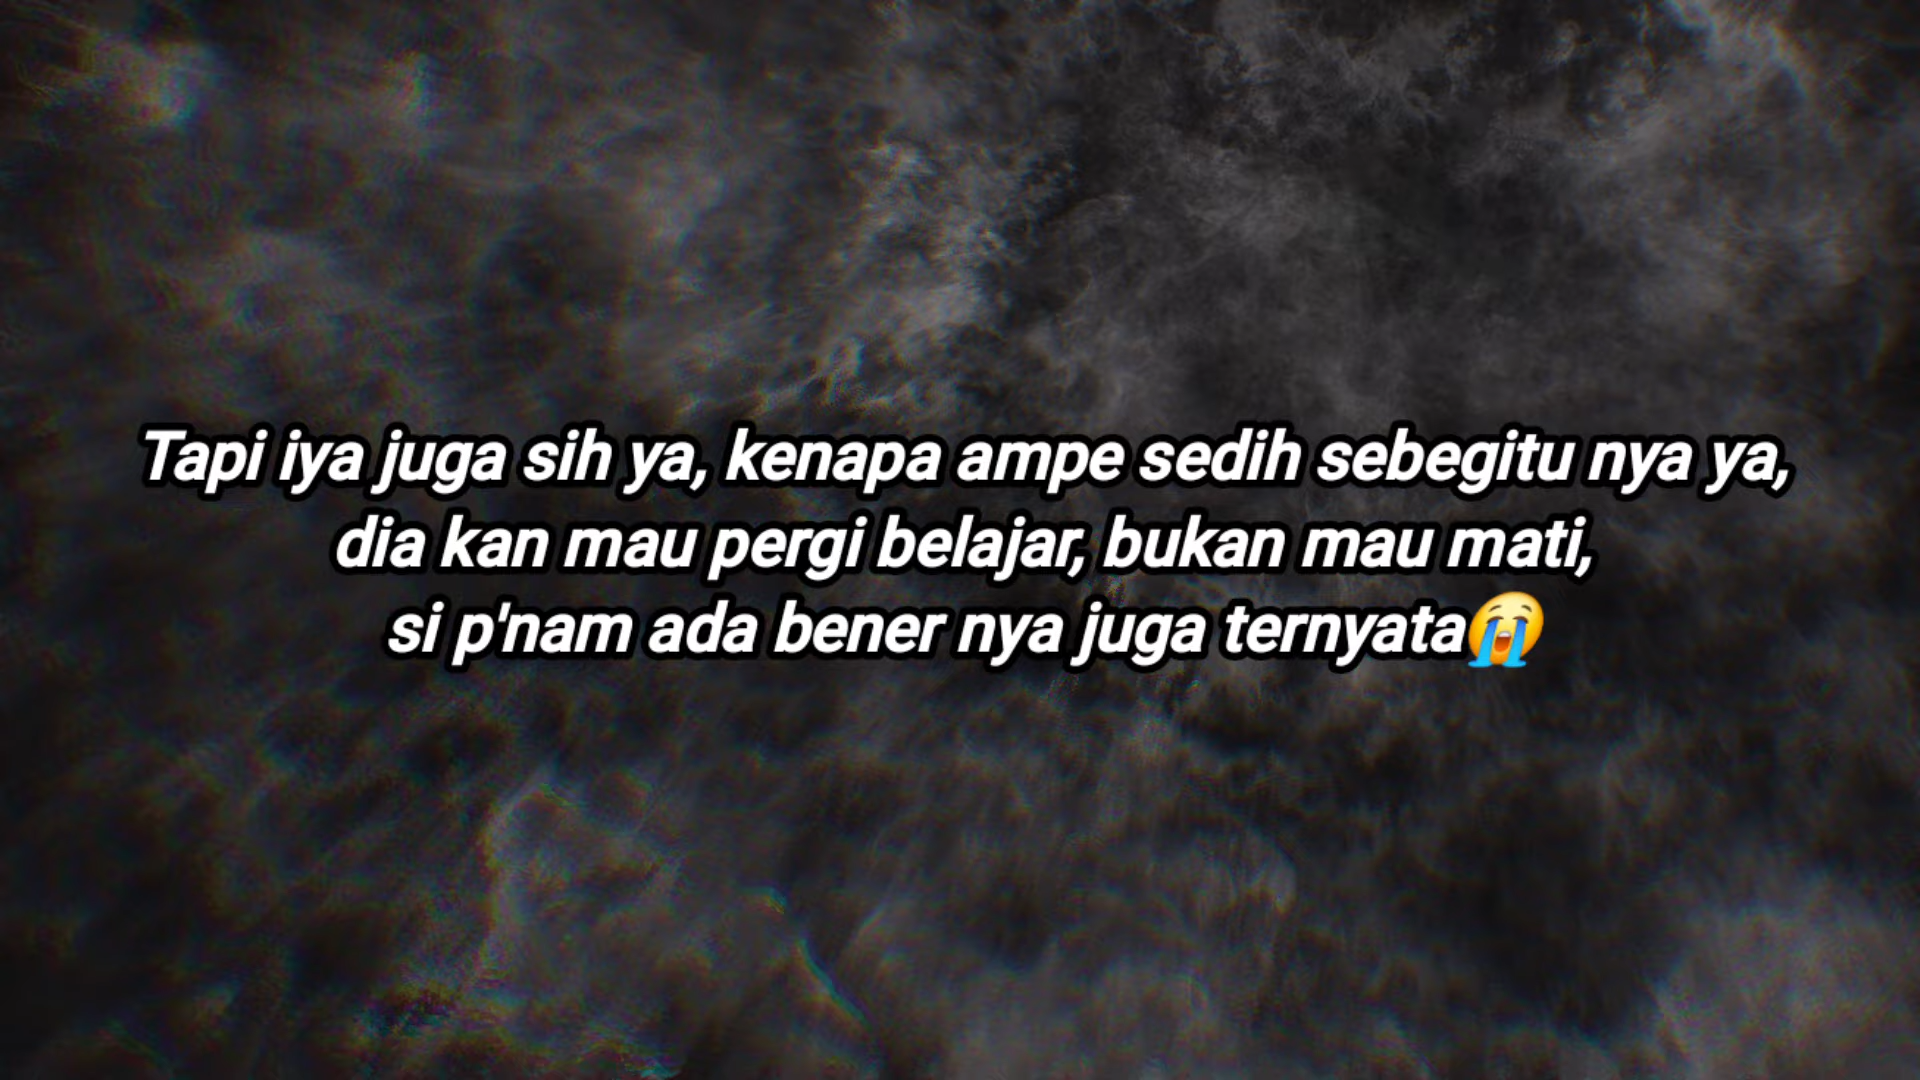 Tapi iya juga sih ya, kenapa ampe sedih sebegitu nya ya,
dia kan mau pergi belajar, bukan mau mati,
si p'nam ada bener nya juga ternyata😭